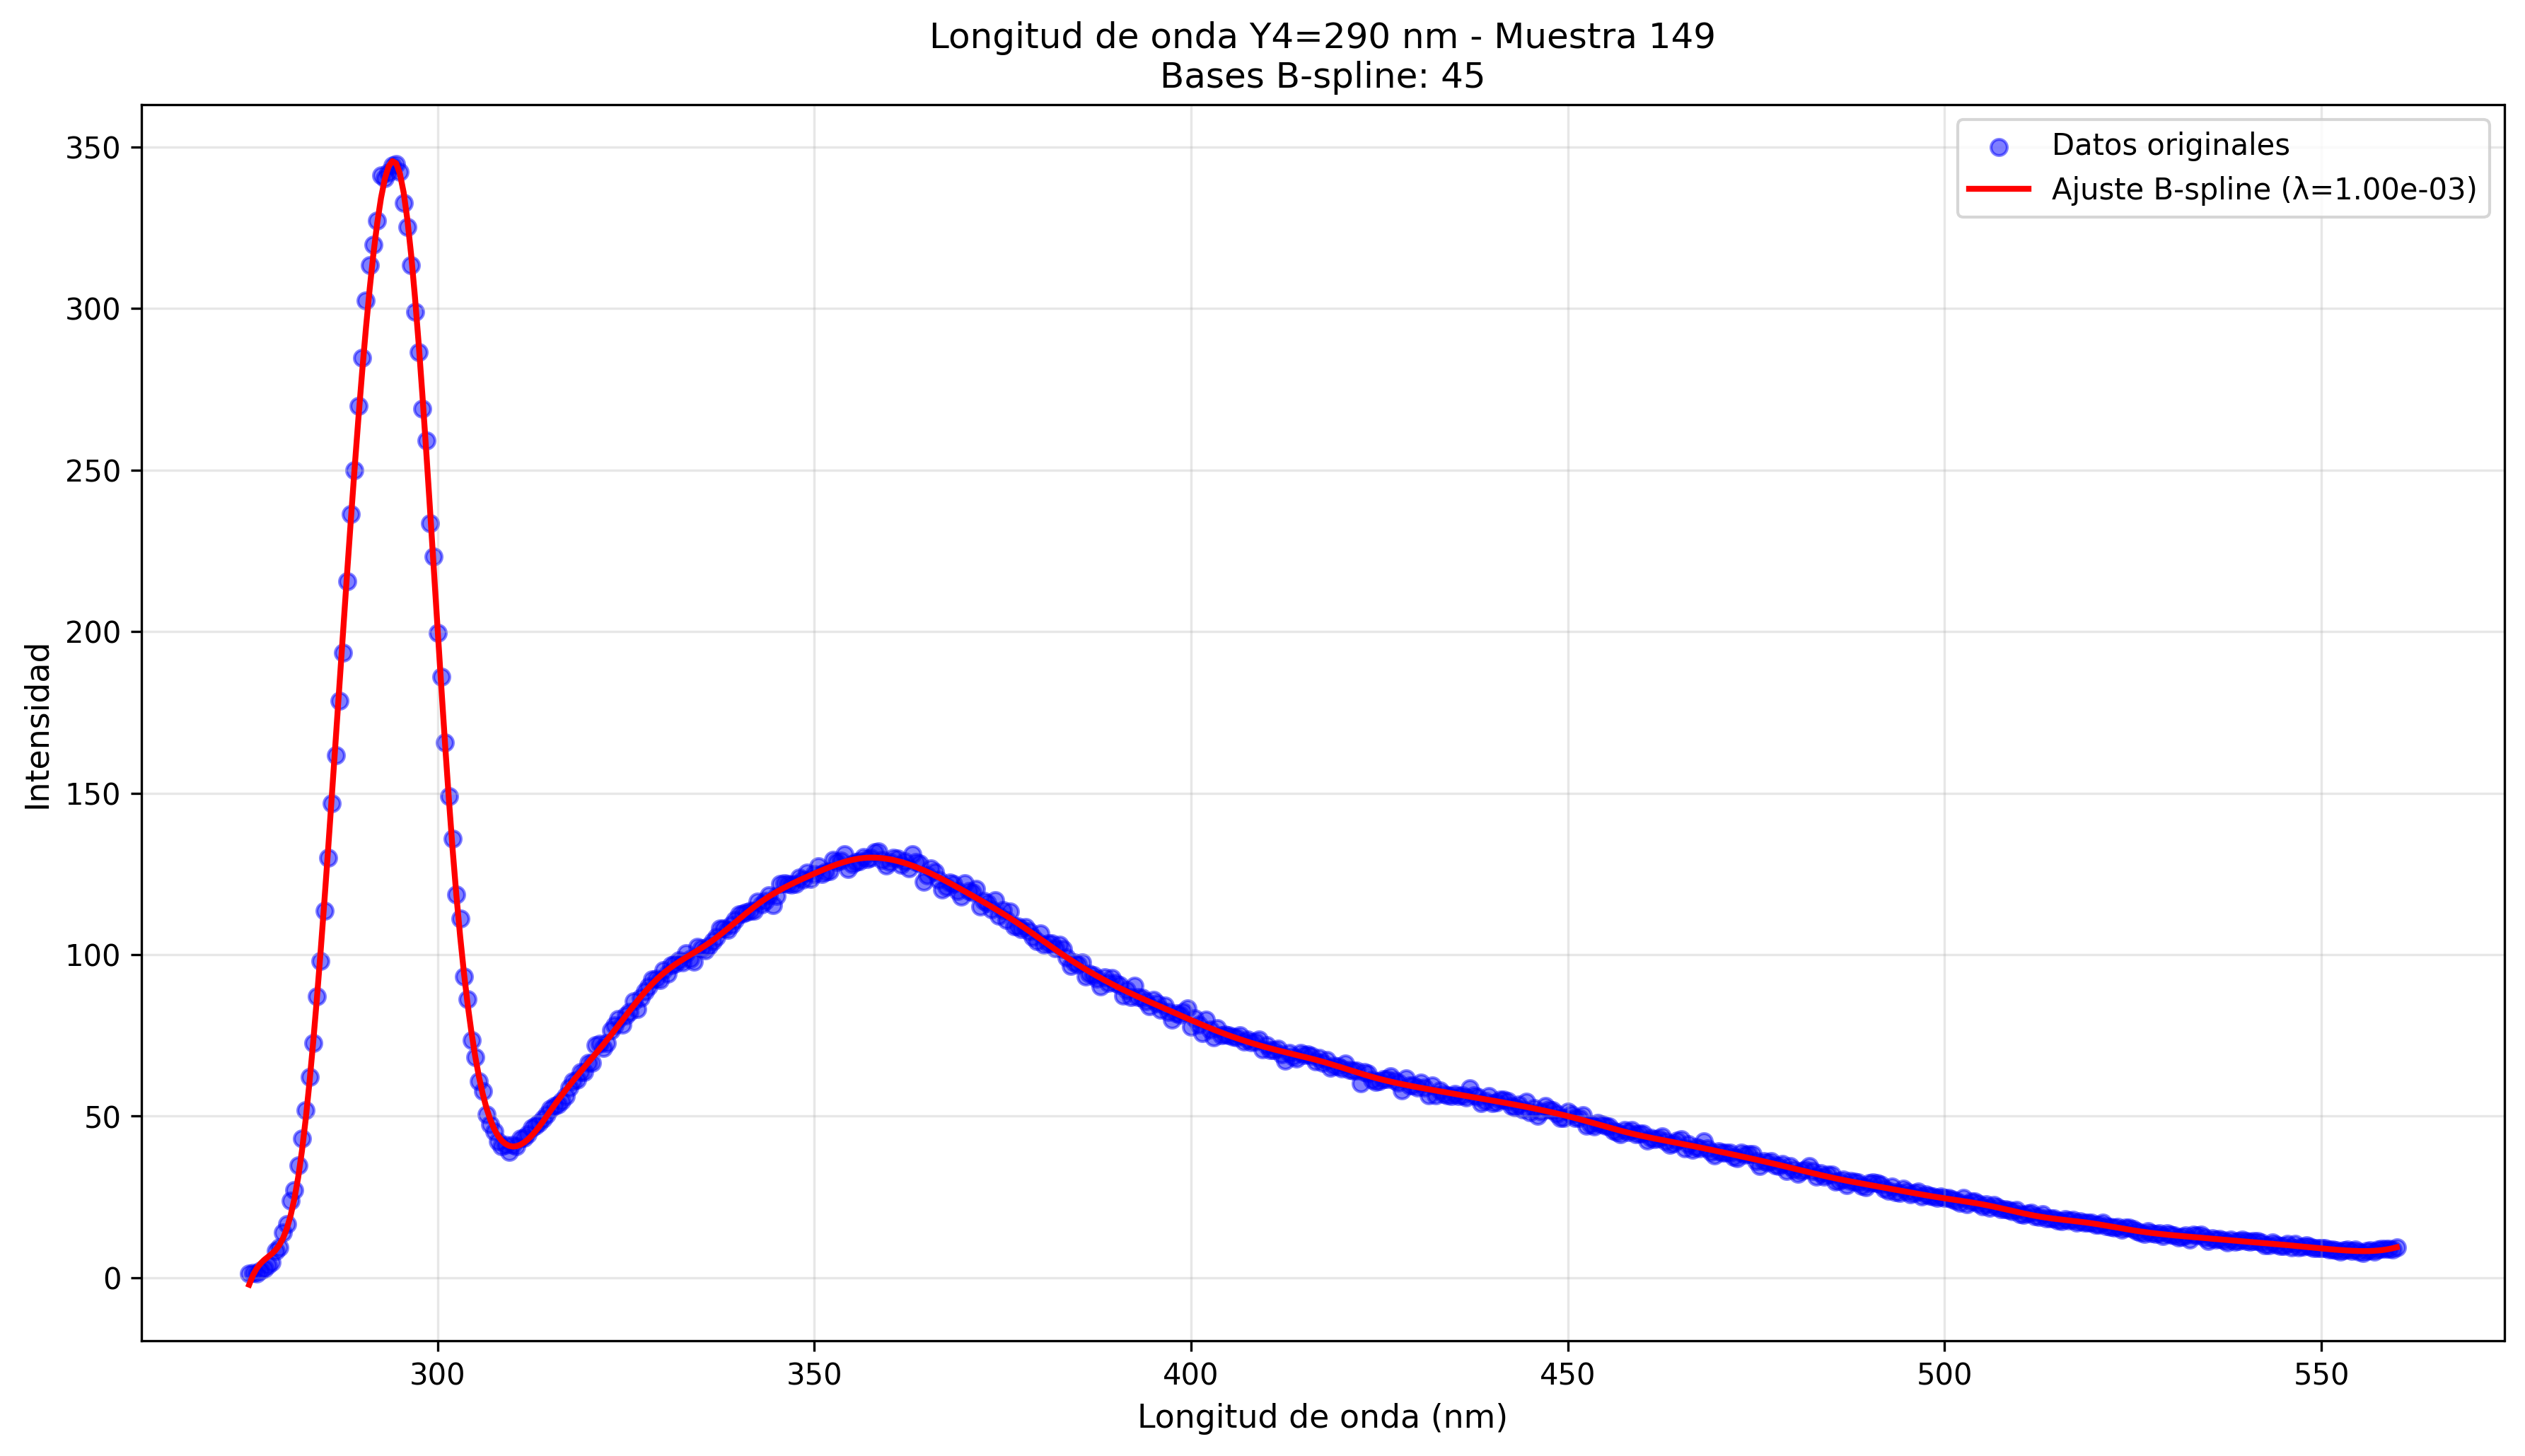 Longitud de onda Y4=290 nm - Muestra 149
Bases B-spline: 45
Datos originales
Ajuste B-spline (λ=1.00e-03)
Intensidad
350
300
250
200
150
100
50
0
300 350 400 450 500 550
Longitud de onda (nm)